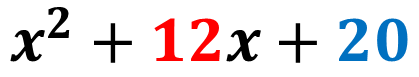 x² + 12x + 20